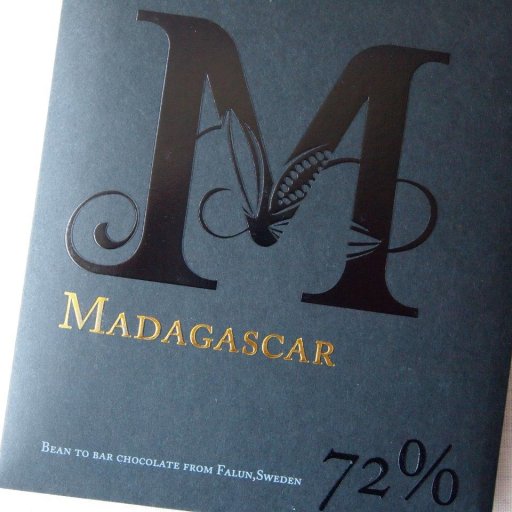 M
MADAGASCAR
BEAN TO BAR CHOCOLATE FROM FALUN,SWEDEN
72%